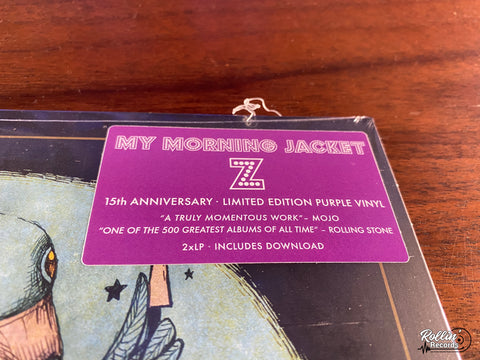 MY MORNING JACKET
Z
15th ANNIVERSARY · LIMITED EDITION PURPLE VINYL
"A TRULY MOMENTOUS WORK" – MOJO
"ONE OF THE 500 GREATEST ALBUMS OF ALL TIME" – ROLLING STONE
2xLP · INCLUDES DOWNLOAD
Rollin'
Records